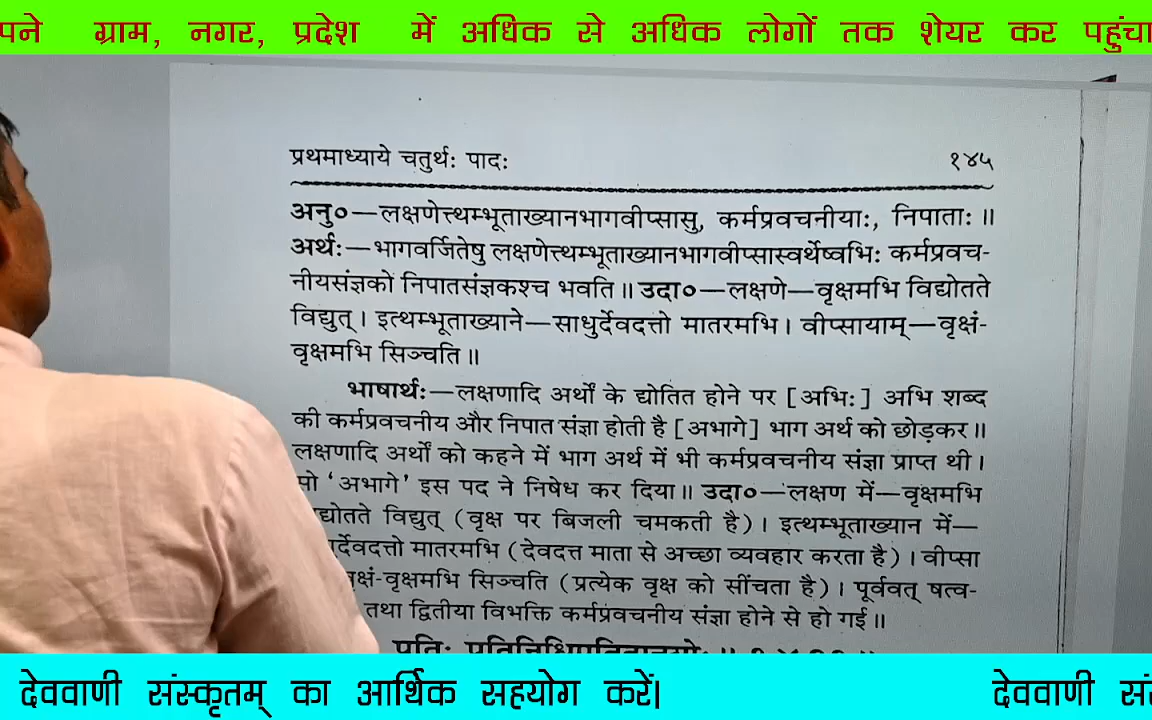 ग्राम, नगर, प्रदेश में अधिक से अधिक लोगों तक शेयर कर
प्रथमाध्याये चतुर्थः पादः १४५
अनु०—लक्षणेत्त्थम्भूताख्यानभागवीप्सासु, कर्मप्रवचनीयाः, निपाताः ॥
अर्थः—भागवर्जितेषु लक्षणेत्त्थम्भूताख्यानभागवीप्सास्वर्थेष्वभिः कर्मप्रवच-
नीयसंज्ञको निपातसंज्ञकश्च भवति ॥ उदा०—लक्षणे—वृक्षमभि विद्योतते
विद्युत् । इत्थम्भूताख्याने—साधुर्देवदत्तो मातरमभि । वीप्सायाम्—वृक्षं-
वृक्षमभि सिञ्चति ॥
भाषार्थः—लक्षणादि अर्थों के द्योतित होने पर [अभिः] अभि शब्द
की कर्मप्रवचनीय और निपात संज्ञा होती है [अभागे] भाग अर्थ को छोड़कर ॥
लक्षणादि अर्थों को कहने में भाग अर्थ में भी कर्मप्रवचनीय संज्ञा प्राप्त थी ।
सो ‘अभागे’ इस पद ने निषेध कर दिया ॥ उदा०—लक्षण में—वृक्षमभि
द्योतते विद्युत् (वृक्ष पर बिजली चमकती है) । इत्थम्भूताख्यान में—
र्देवदत्तो मातरमभि (देवदत्त माता से अच्छा व्यवहार करता है) । वीप्सा
क्षं-वृक्षमभि सिञ्चति (प्रत्येक वृक्ष को सींचता है) । पूर्ववत् षत्व-
तथा द्वितीया विभक्ति कर्मप्रवचनीय संज्ञा होने से हो गई ॥
देववाणी संस्कृतम् का आर्थिक सहयोग करें। देववाणी